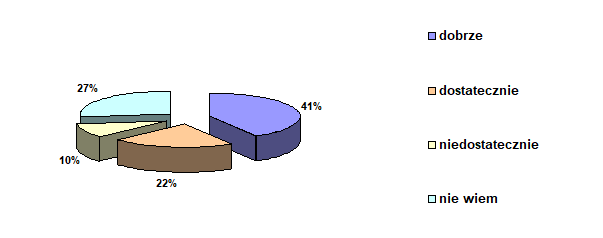 27%
41%
10%
22%
dobrze
dostatecznie
niedostatecznie
nie wiem